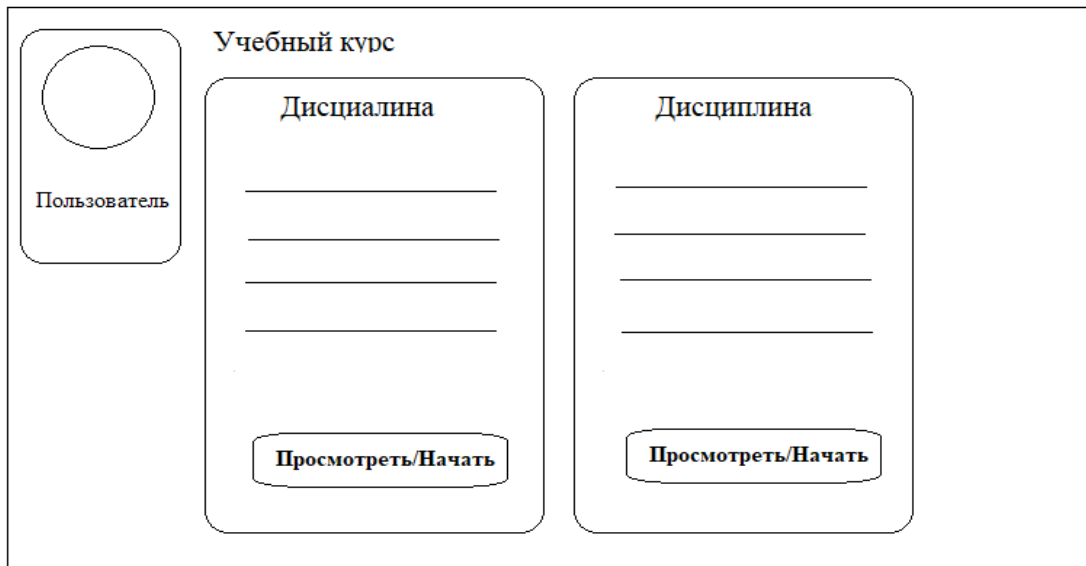 Учебный курс
Дисциалина
Дисциплина
Пользователь
Просмотреть/Начать
Просмотреть/Начать